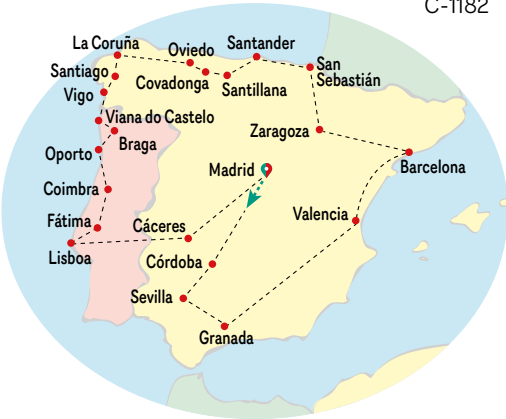 C-1182
La Coruña
Oviedo
Santander
San
Sebastián
Santiago
Covadonga
Santillana
Vigo
Viana do Castelo
Braga
Zaragoza
Oporto
Madrid
Barcelona
Coimbra
Valencia
Fátima
Cáceres
Lisboa
Córdoba
Sevilla
Granada